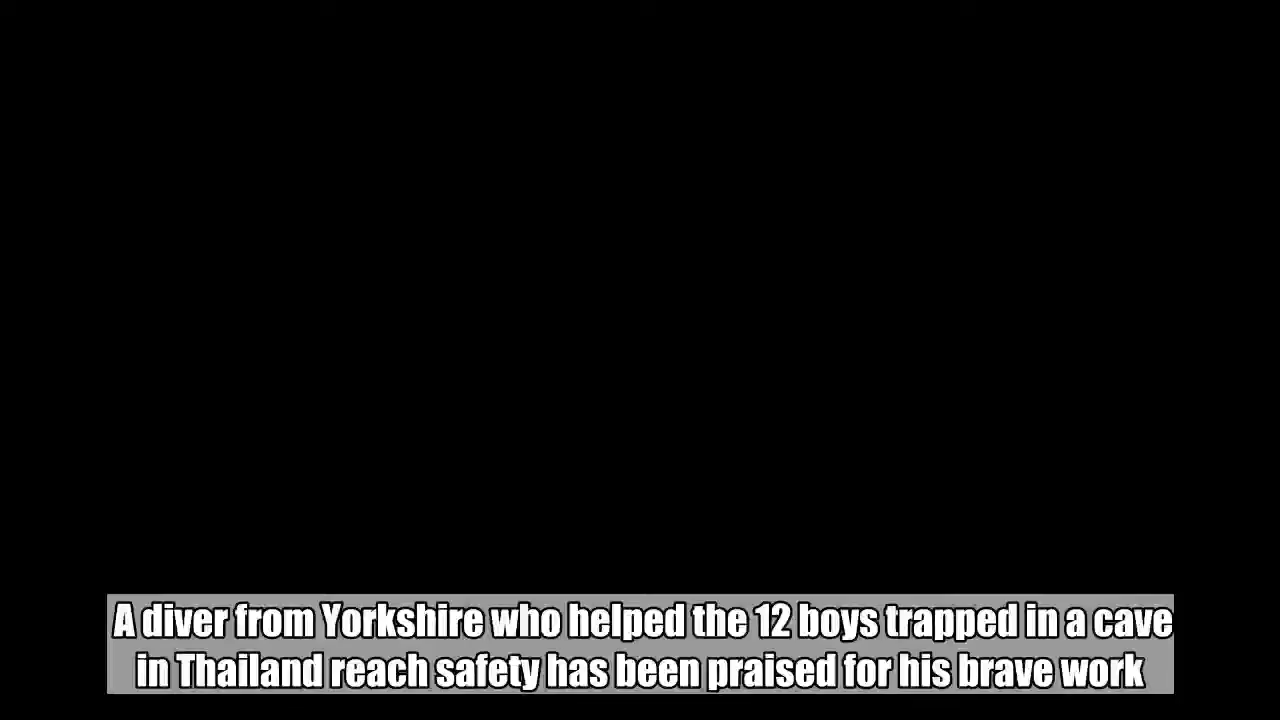 A diver from Yorkshire who helped the 12 boys trapped in a cave
in Thailand reach safety has been praised for his brave work